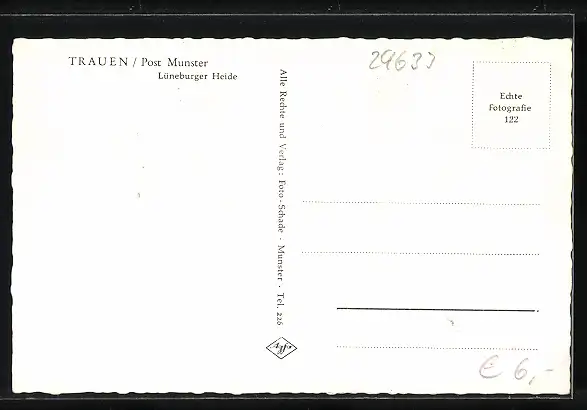 TRAUEN / Post Munster
Lüneburger Heide
Alle Rechte und Verlag: Foto-Schade · Munster · Tel. 226
29633
Echte
Fotografie
122
€ 6,-